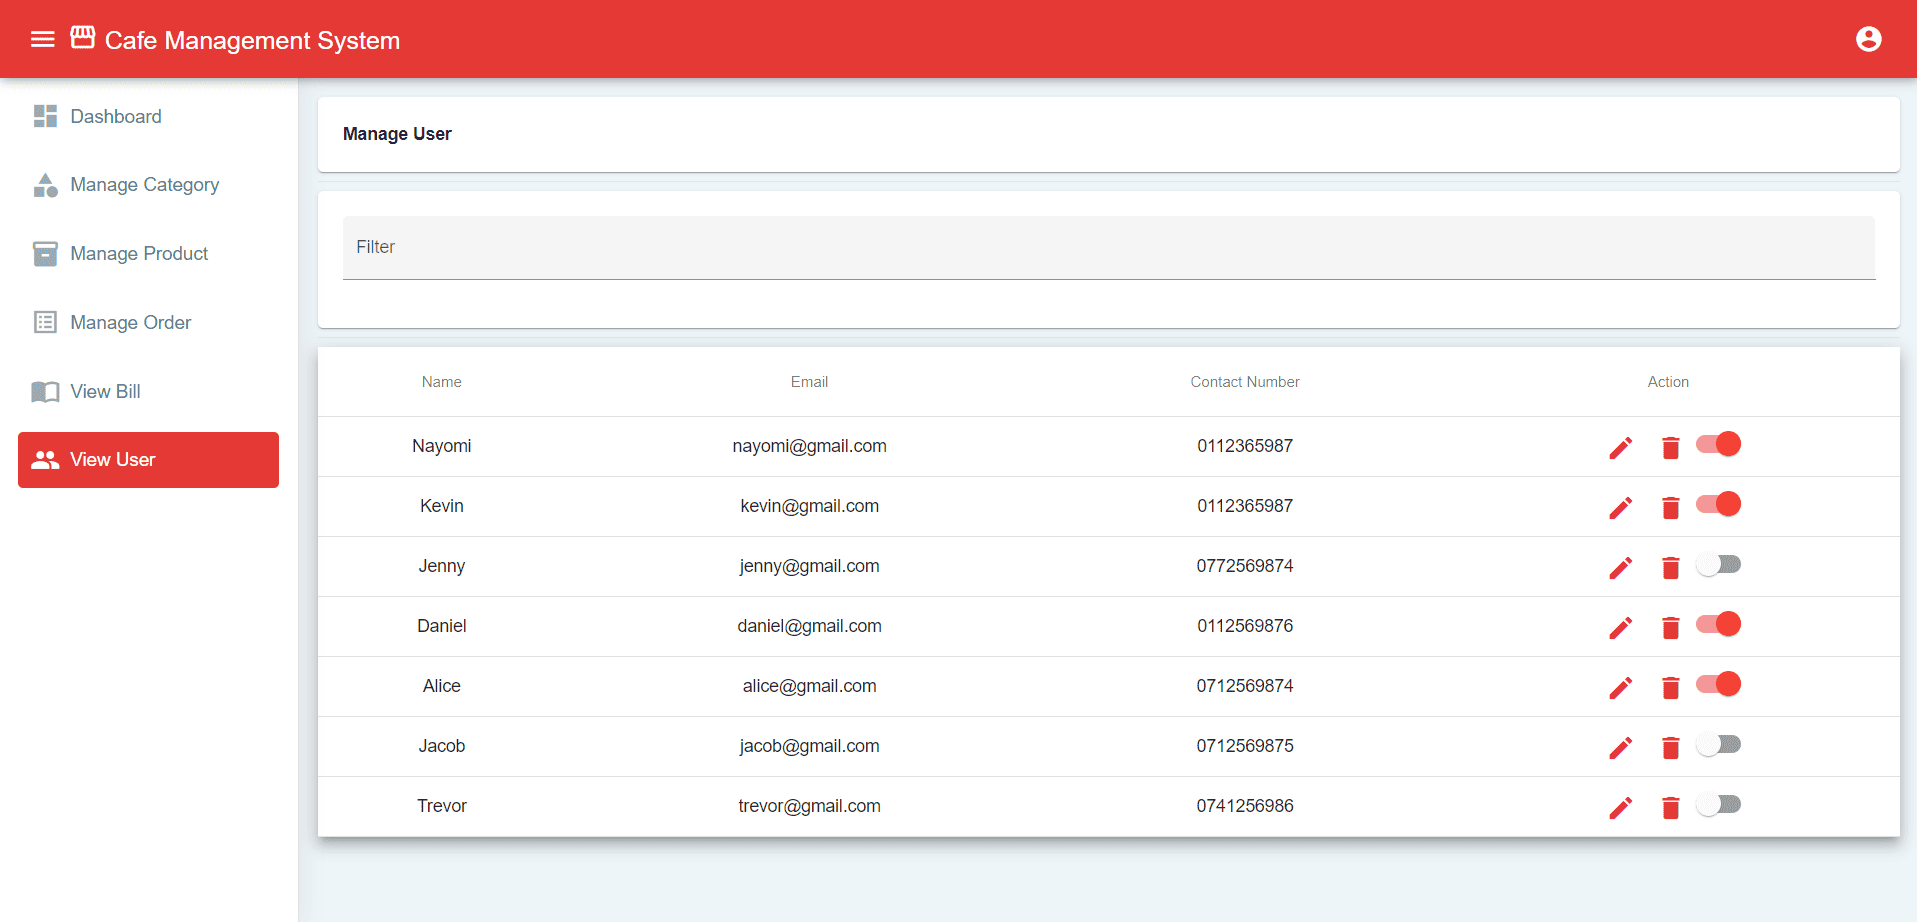 Cafe Management System
Dashboard
Manage Category
Manage Product
Manage Order
View Bill
View User
Manage User
Filter
Name Email Contact Number Action
Nayomi nayomi@gmail.com 0112365987
Kevin kevin@gmail.com 0112365987
Jenny jenny@gmail.com 0772569874
Daniel daniel@gmail.com 0112569876
Alice alice@gmail.com 0712569874
Jacob jacob@gmail.com 0712569875
Trevor trevor@gmail.com 0741256986